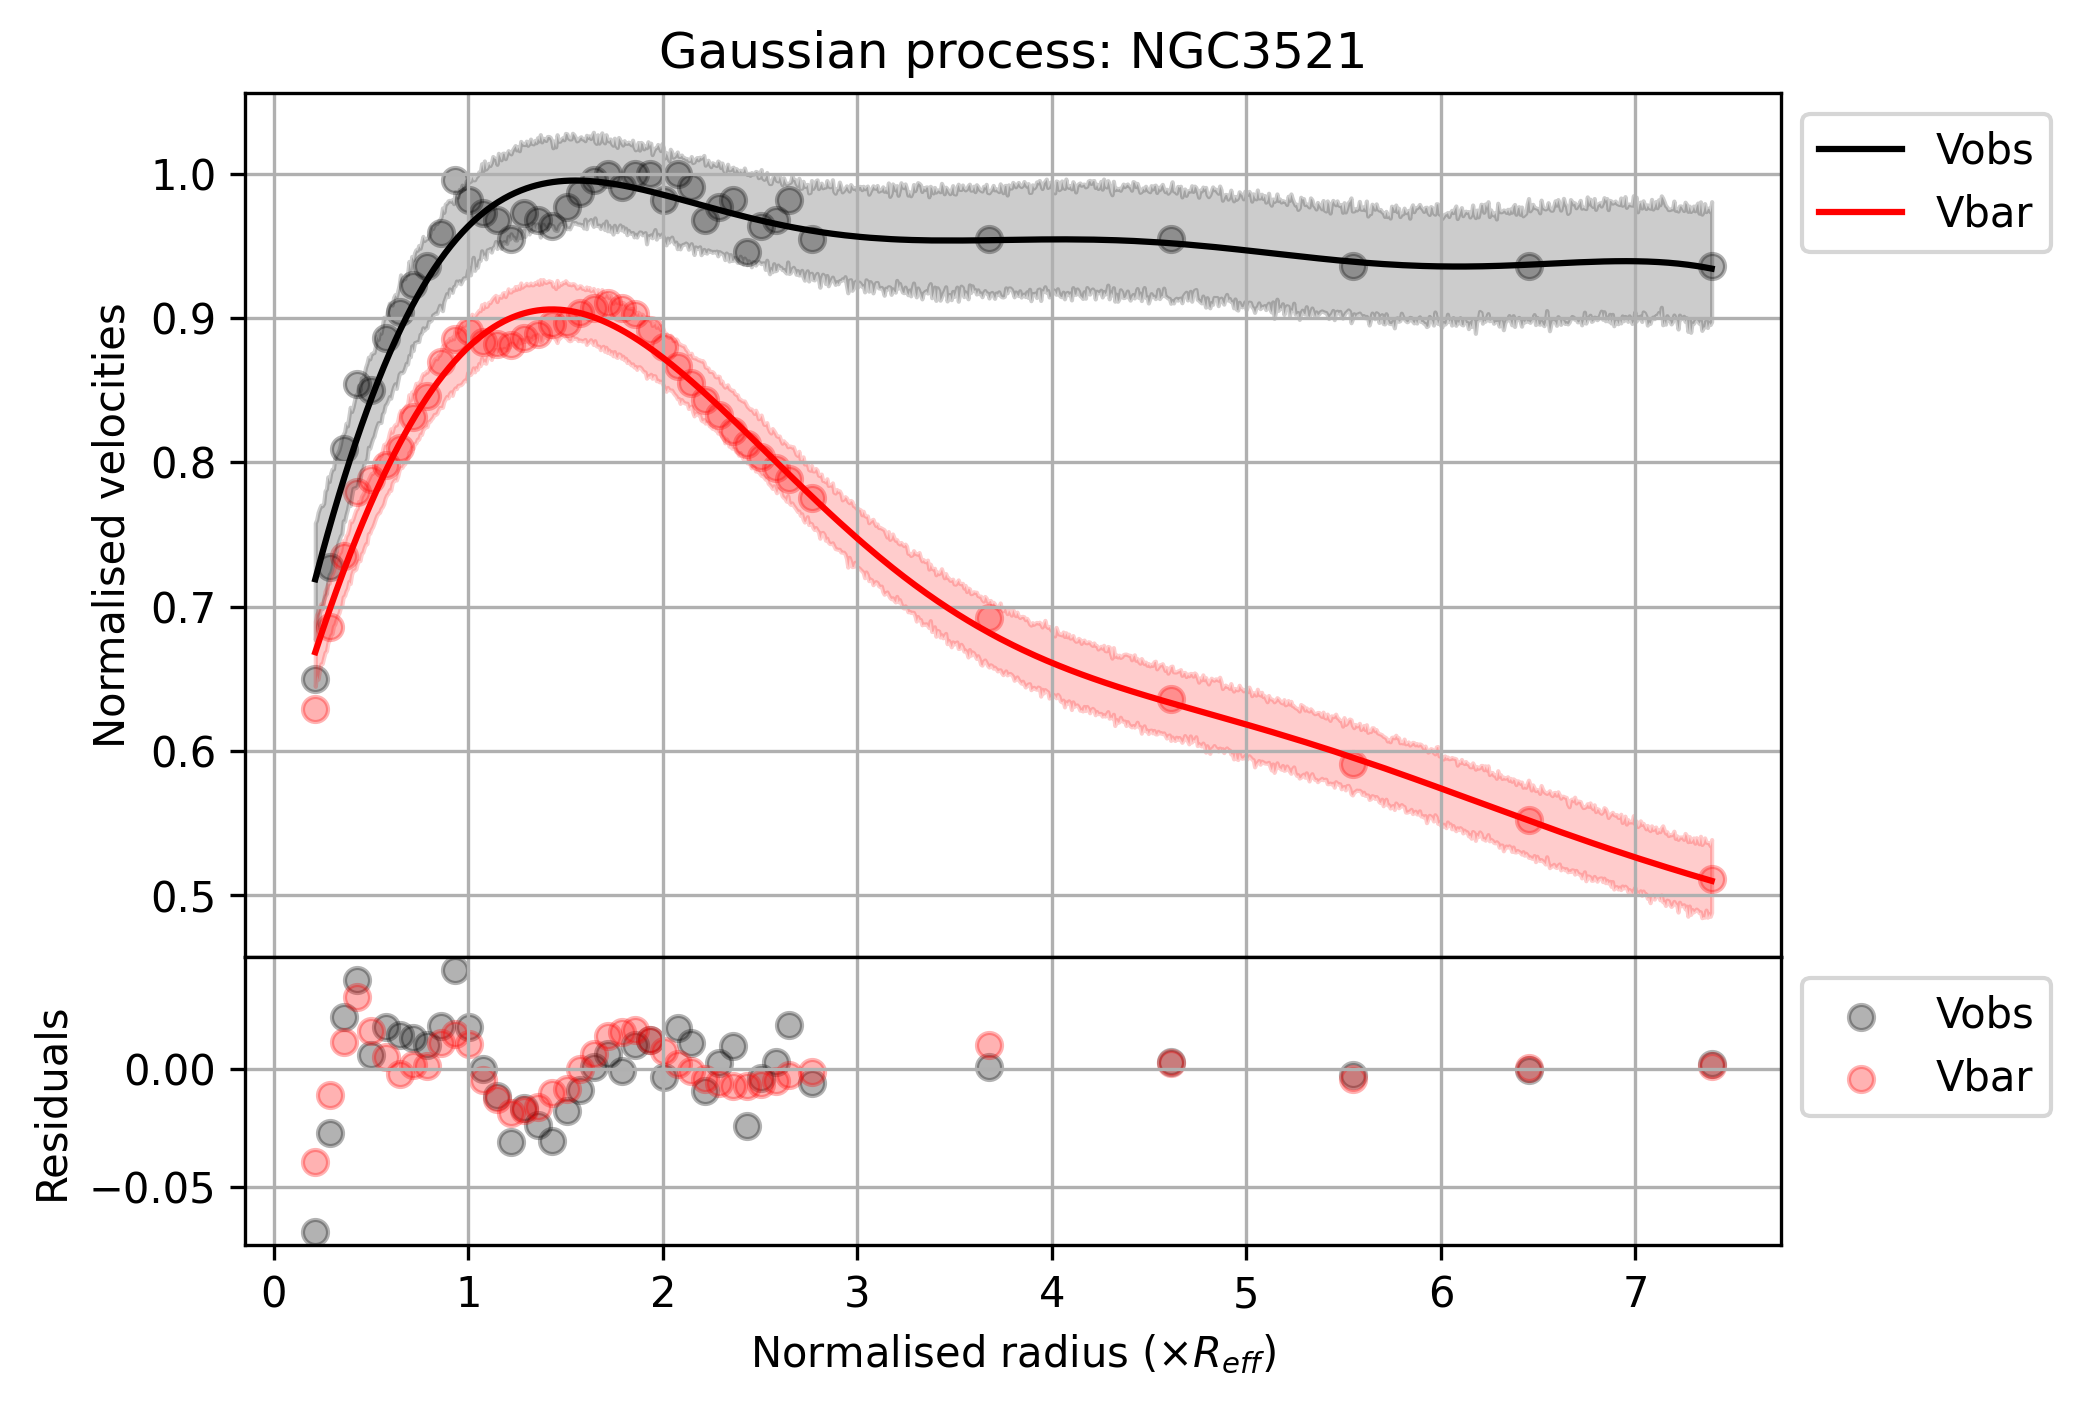 Gaussian process: NGC3521
Normalised velocities
1.0
0.9
0.8
0.7
0.6
0.5
Vobs
Vbar
Residuals
0.00
−0.05
Vobs
Vbar
0 1 2 3 4 5 6 7
Normalised radius (×R_eff)